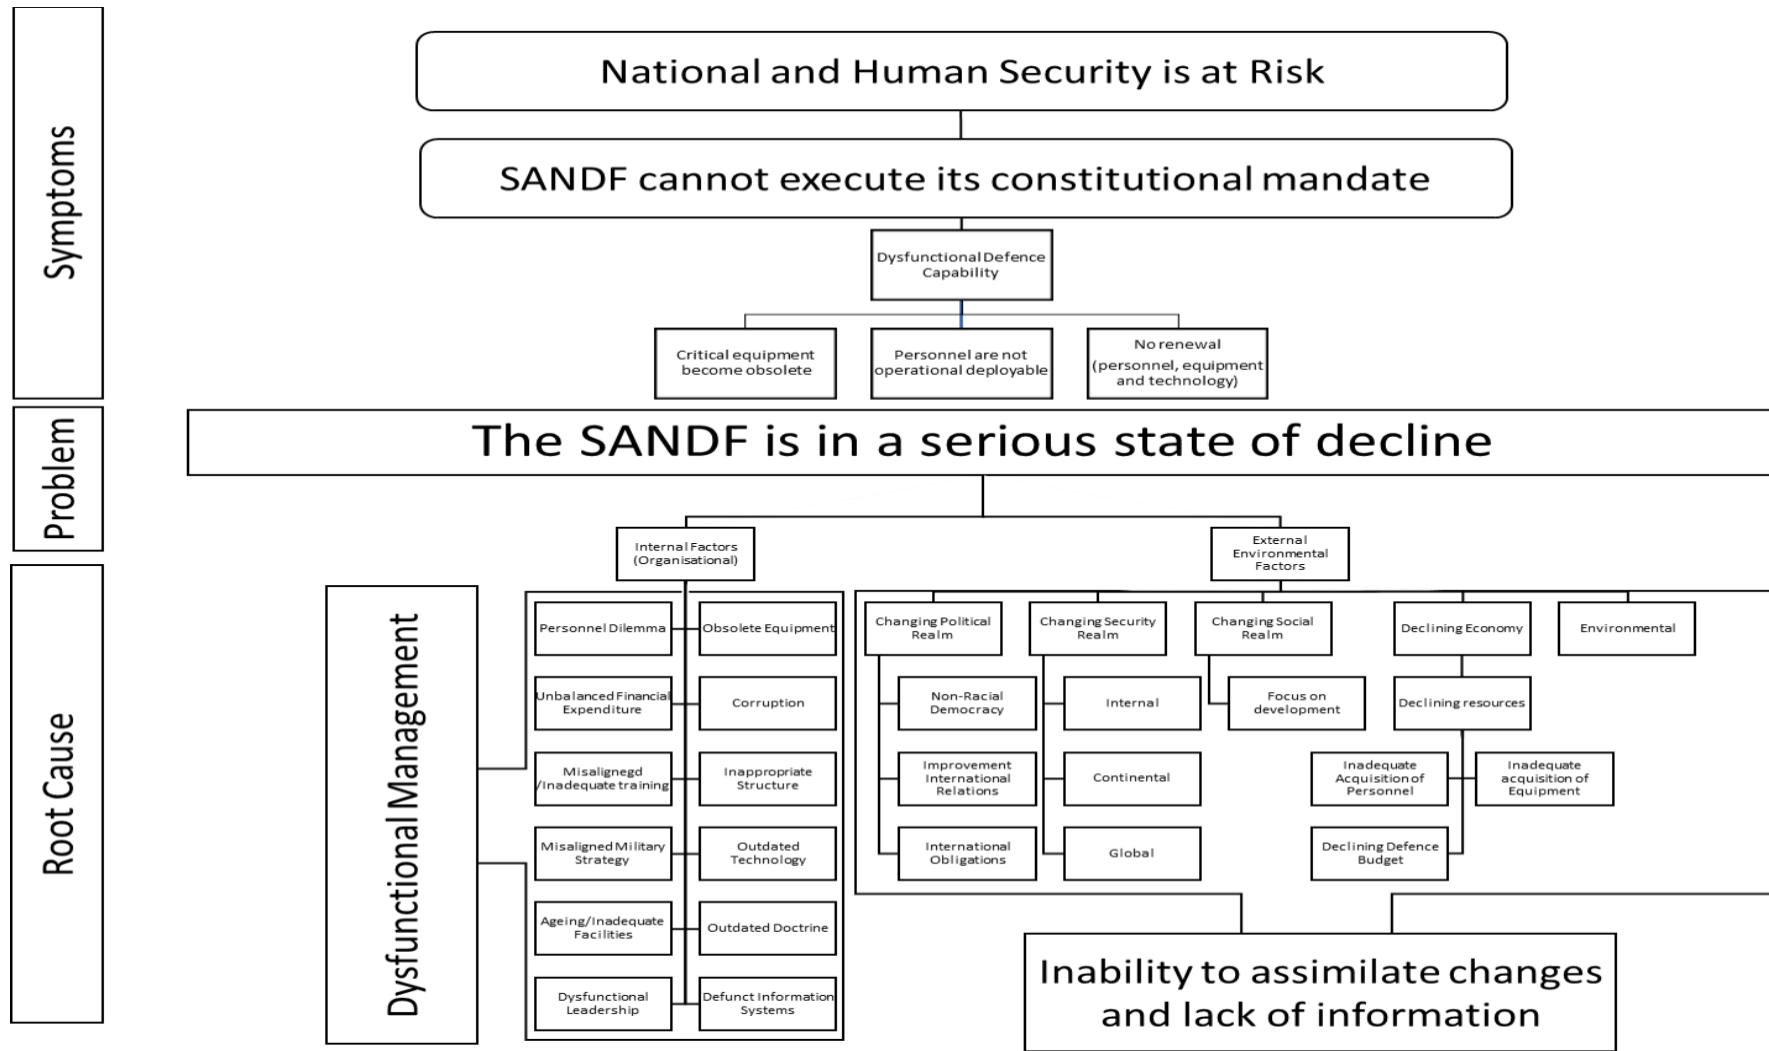 Symptoms
National and Human Security is at Risk
SANDF cannot execute its constitutional mandate
Dysfunctional Defence
Capability
Critical equipment
become obsolete
Personnel are not
operational deployable
No renewal
(personnel, equipment
and technology)
Problem
The SANDF is in a serious state of decline
Root Cause
Internal Factors
(Organisational)
External
Environmental
Factors
Dysfunctional Management
Personnel Dilemma
Obsolete Equipment
Unbalanced Financial
Expenditure
Corruption
Misalignegd
/Inadequate training
Inappropriate
Structure
Misaligned Military
Strategy
Outdated
Technology
Ageing/Inadequate
Facilities
Outdated Doctrine
Dysfunctional
Leadership
Defunct Information
Systems
Changing Political
Realm
Non-Racial
Democracy
Improvement
International
Relations
International
Obligations
Changing Security
Realm
Internal
Continental
Global
Changing Social
Realm
Focus on
development
Declining Economy
Declining resources
Inadequate
Acquisition of
Personnel
Inadequate
acquisition of
Equipment
Declining Defence
Budget
Environmental
Inability to assimilate changes
and lack of information